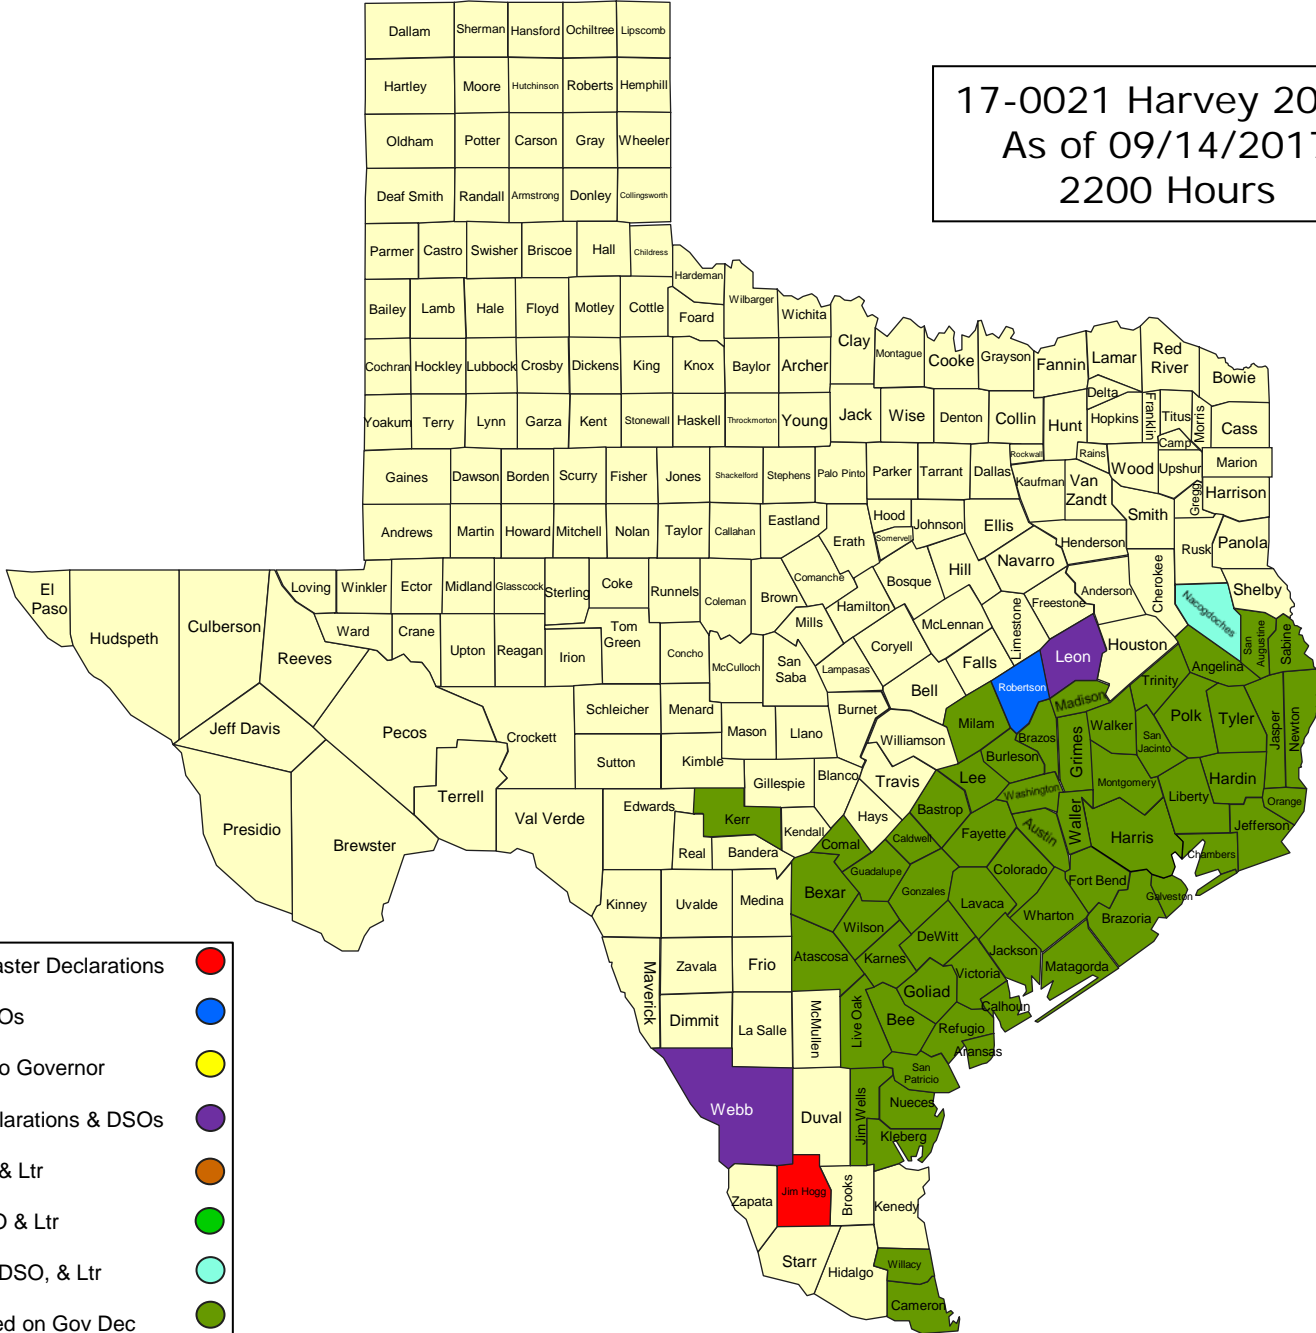 Dallam Sherman Hansford Ochiltree Lipscomb
Hartley Moore Hutchinson Roberts Hemphill
17-0021 Harvey 20
As of 09/14/2017
2200 Hours
Oldham Potter Carson Gray Wheeler
Deaf Smith Randall Armstrong Donley Collingsworth
Parmer Castro Swisher Briscoe Hall Childress
Hardeman
Bailey Lamb Hale Floyd Motley Cottle Foard Wilbarger Wichita
Clay Montague Cooke Grayson Fannin Lamar Red
River Bowie
Cochran Hockley Lubbock Crosby Dickens King Knox Baylor Archer
Delta
Yoakum Terry Lynn Garza Kent Stonewall Haskell Throckmorton Young Jack Wise Denton Collin Hunt Hopkins Franklin Titus Morris Cass
Camp
Rockwall Rains
Gaines Dawson Borden Scurry Fisher Jones Shackelford Stephens Palo Pinto Parker Tarrant Dallas Kaufman Van
Zandt Wood Upshur Marion
Gregg Harrison
Andrews Martin Howard Mitchell Nolan Taylor Callahan Eastland Erath Hood Somervell Johnson Ellis Henderson Smith Rusk Panola
El
Paso Hudspeth Culberson Loving Winkler Ector Midland Glasscock Sterling Coke Runnels Coleman Brown Comanche Hamilton Bosque Hill Navarro Freestone Anderson Cherokee Nacogdoches Shelby
Reeves Ward Crane Upton Reagan Irion Tom
Green Concho McCulloch San
Saba Mills Lampasas Coryell McLennan Limestone Falls Leon Houston Angelina San
Augustine Sabine
Jeff Davis Pecos Crockett Schleicher Menard Mason Llano Burnet Bell Milam Robertson Madison Trinity Polk Tyler Jasper Newton
Williamson Brazos Grimes Walker San
Jacinto
Presidio Brewster Terrell Val Verde Sutton Kimble Gillespie Blanco Travis Lee Burleson Washington Montgomery Liberty Hardin Orange
Edwards Kerr Kendall Hays Bastrop Caldwell Fayette Austin Waller Harris Chambers Jefferson
Real Bandera Comal Guadalupe Gonzales Colorado Fort Bend Galveston
Kinney Uvalde Medina Bexar Wilson Lavaca Wharton Brazoria
Maverick Zavala Frio Atascosa Karnes DeWitt Jackson Matagorda
Victoria
Dimmit La Salle McMullen Live Oak Bee Goliad Refugio Calhoun
Aransas
San
Patricio
Webb Duval Jim Wells Nueces
Kleberg
Zapata Jim Hogg Brooks Kenedy
Starr Hidalgo Willacy
Cameron
aster Declarations
Os
o Governor
larations & DSOs
& Ltr
O & Ltr
DSO, & Ltr
ed on Gov Dec